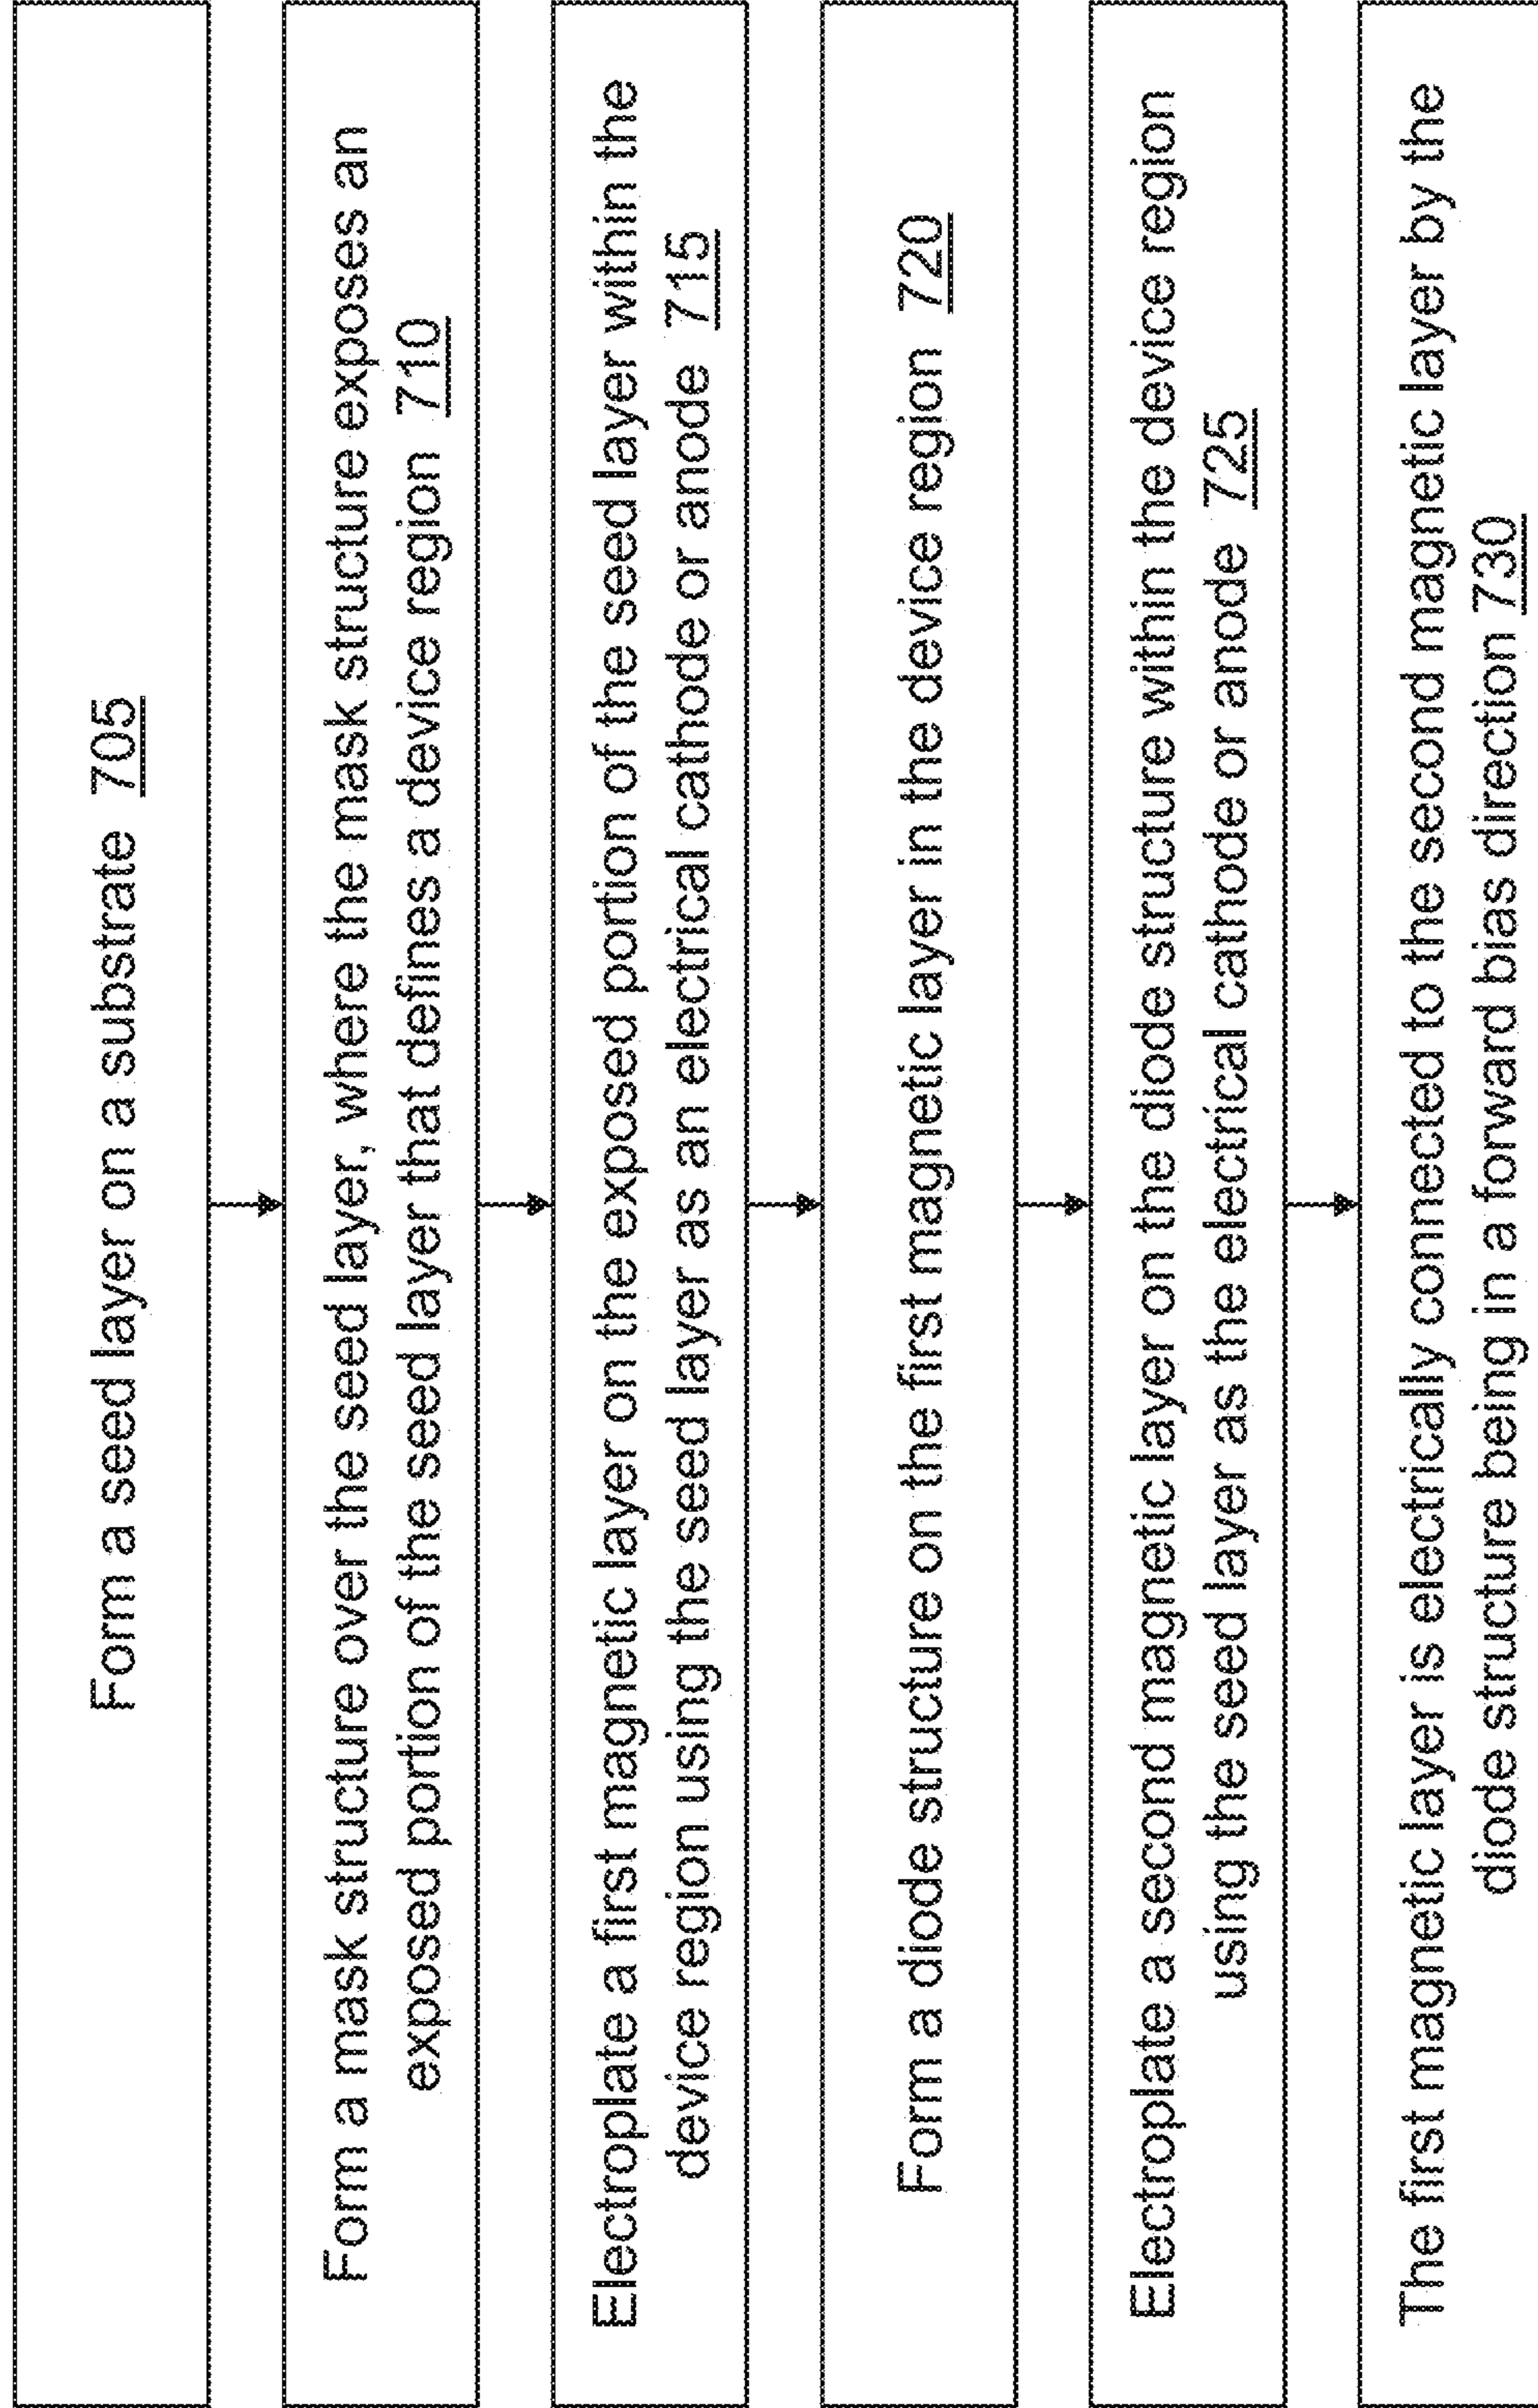 Form a seed layer on a substrate 705
Form a mask structure over the seed layer, where the mask structure exposes an
exposed portion of the seed layer that defines a device region 710
Electroplate a first magnetic layer on the exposed portion of the seed layer within the
device region using the seed layer as an electrical cathode or anode 715
Form a diode structure on the first magnetic layer in the device region 720
Electroplate a second magnetic layer on the diode structure within the device region
using the seed layer as the electrical cathode or anode 725
The first magnetic layer is electrically connected to the second magnetic layer by the
diode structure being in a forward bias direction 730